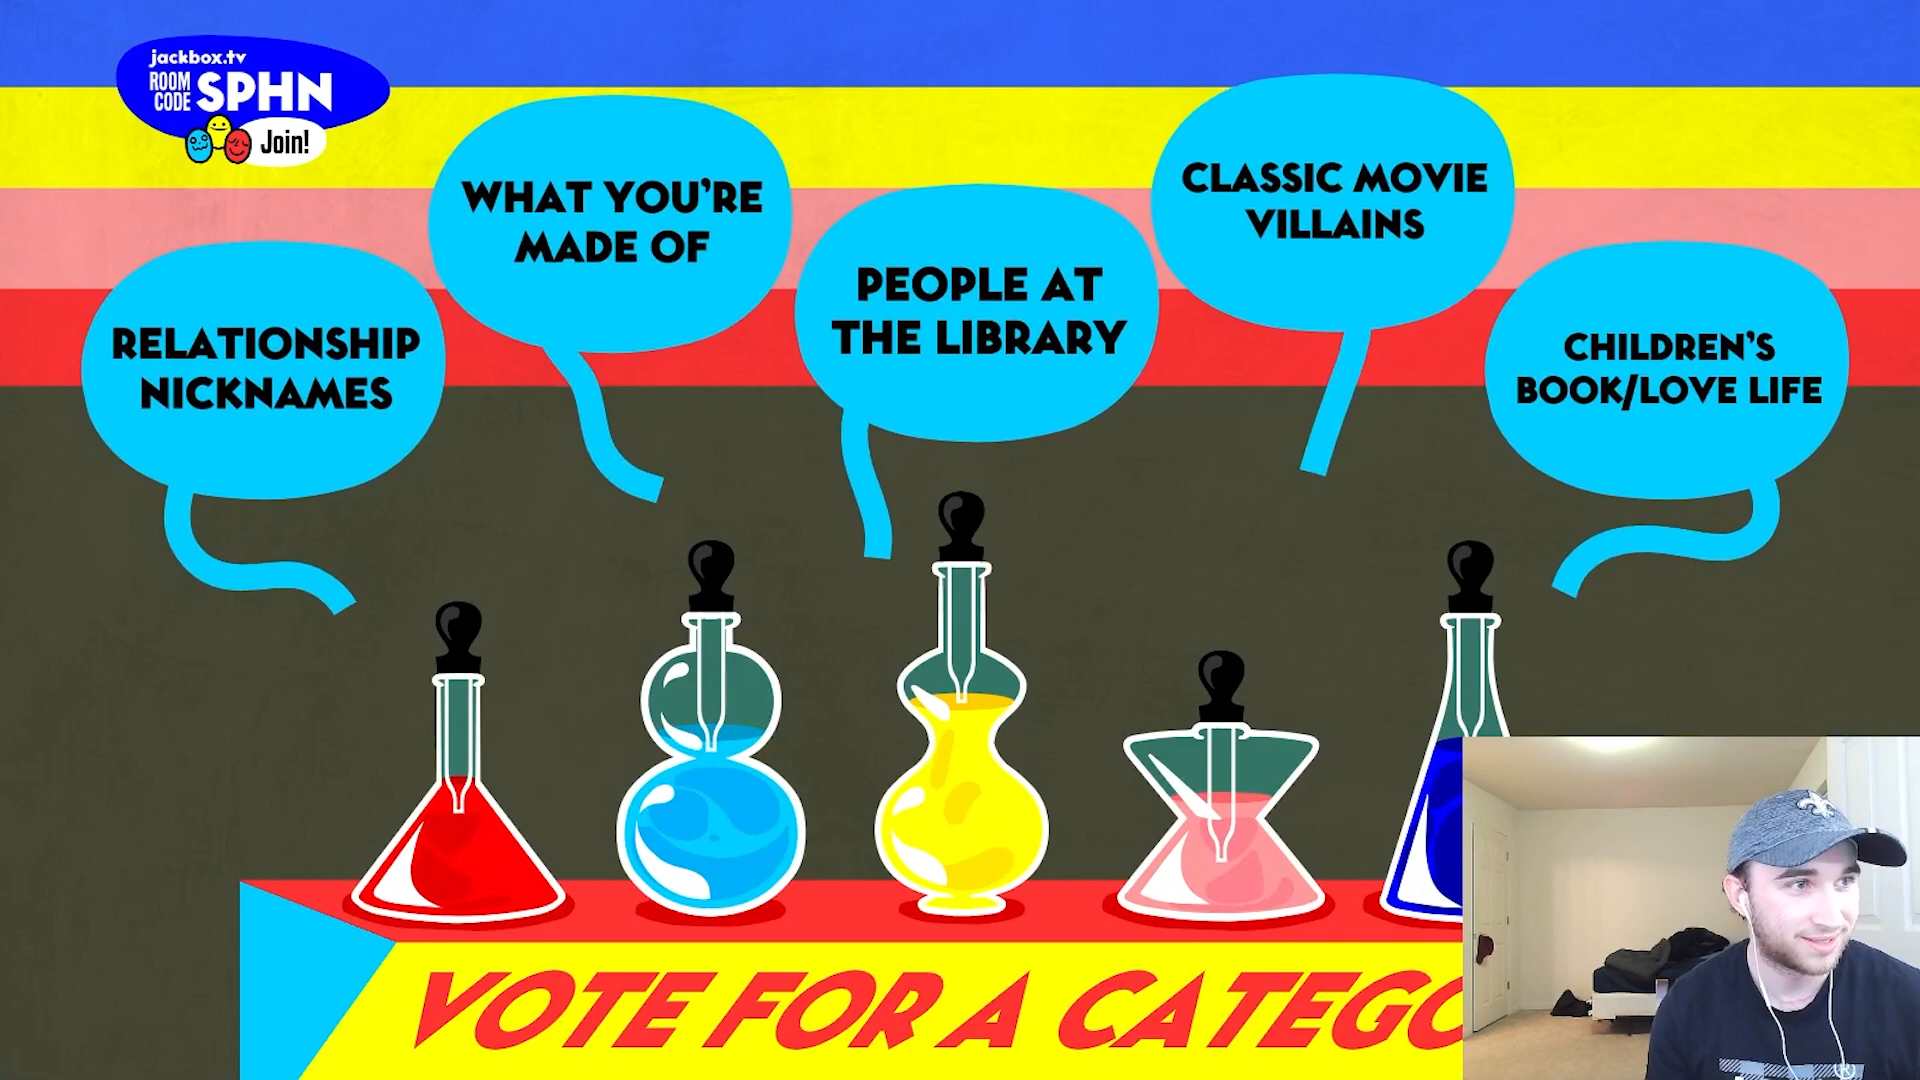 jackbox.tv
ROOM CODE SPHN
Join!
WHAT YOU'RE
MADE OF
CLASSIC MOVIE
VILLAINS
PEOPLE AT
THE LIBRARY
RELATIONSHIP
NICKNAMES
CHILDREN'S
BOOK/LOVE LIFE
VOTE FOR A CATEGO
®